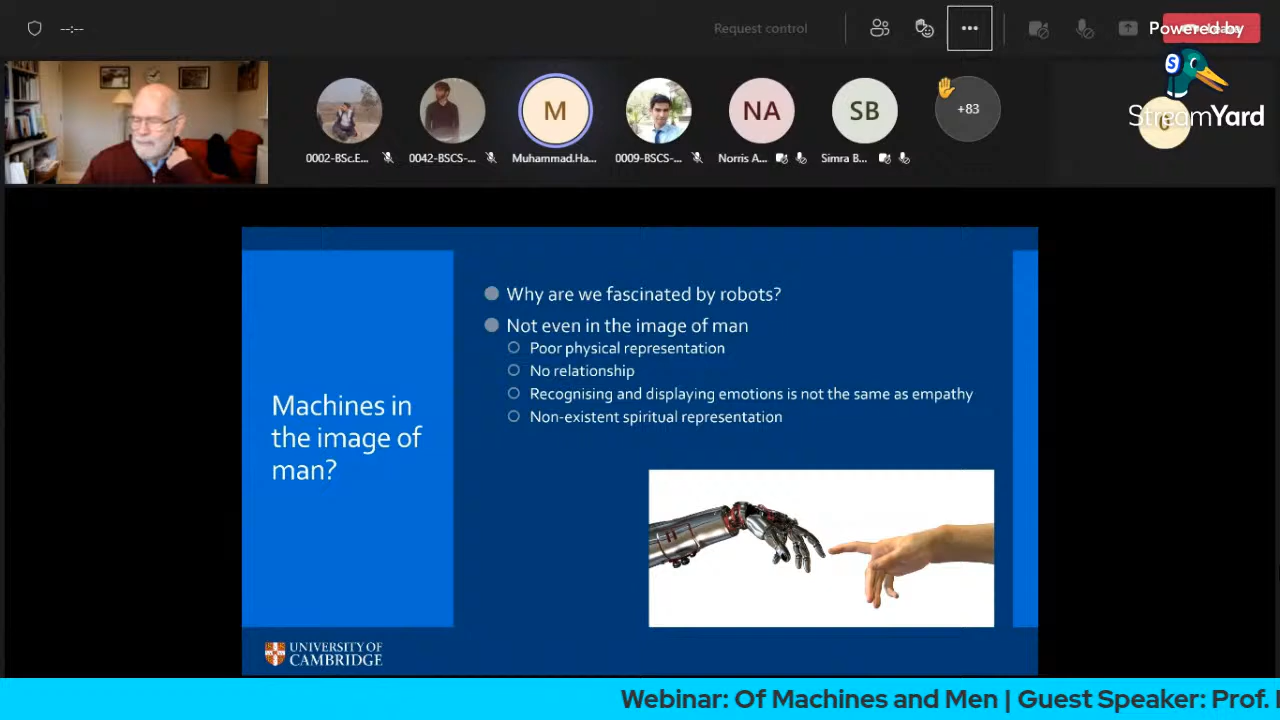 --:--
Request control
Powered by
S
StreamYard
M
NA
SB
+83
0002-BSc.E...
0042-BSCS-...
Muhammad.Ha...
0009-BSCS-...
Norris A...
Simra B...
Machines in
the image of
man?
Why are we fascinated by robots?
Not even in the image of man
Poor physical representation
No relationship
Recognising and displaying emotions is not the same as empathy
Non-existent spiritual representation
UNIVERSITY OF
CAMBRIDGE
Webinar: Of Machines and Men | Guest Speaker: Prof.